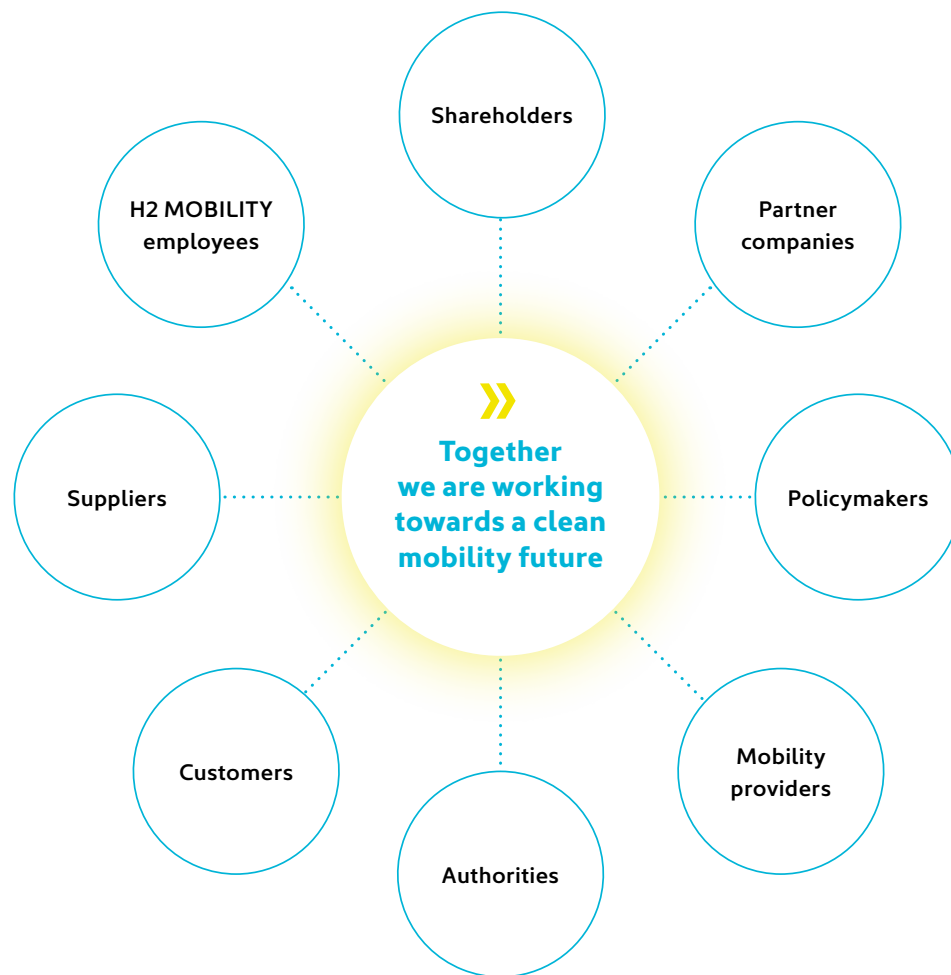 Shareholders
H2 MOBILITY
employees
Partner
companies
»
Together
we are working
towards a clean
mobility future
Suppliers
Policymakers
Customers
Mobility
providers
Authorities